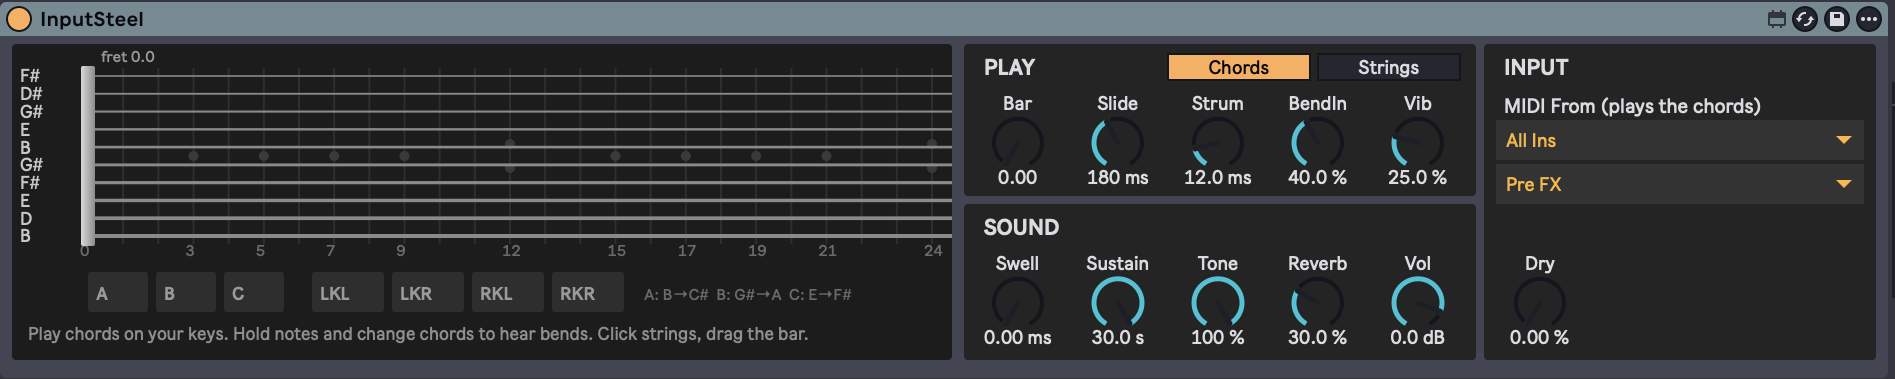 InputSteel
fret 0.0
F#
D#
G#
E
B
G#
F#
E
D
B
0 3 5 7 9 12 15 17 19 21 24
A B C LKL LKR RKL RKR A: B→C# B: G#→A C: E→F#
Play chords on your keys. Hold notes and change chords to hear bends. Click strings, drag the bar.
PLAY Chords Strings
Bar Slide Strum BendIn Vib
0.00 180 ms 12.0 ms 40.0 % 25.0 %
SOUND
Swell Sustain Tone Reverb Vol
0.00 ms 30.0 s 100 % 30.0 % 0.0 dB
INPUT
MIDI From (plays the chords)
All Ins
Pre FX
Dry
0.00 %